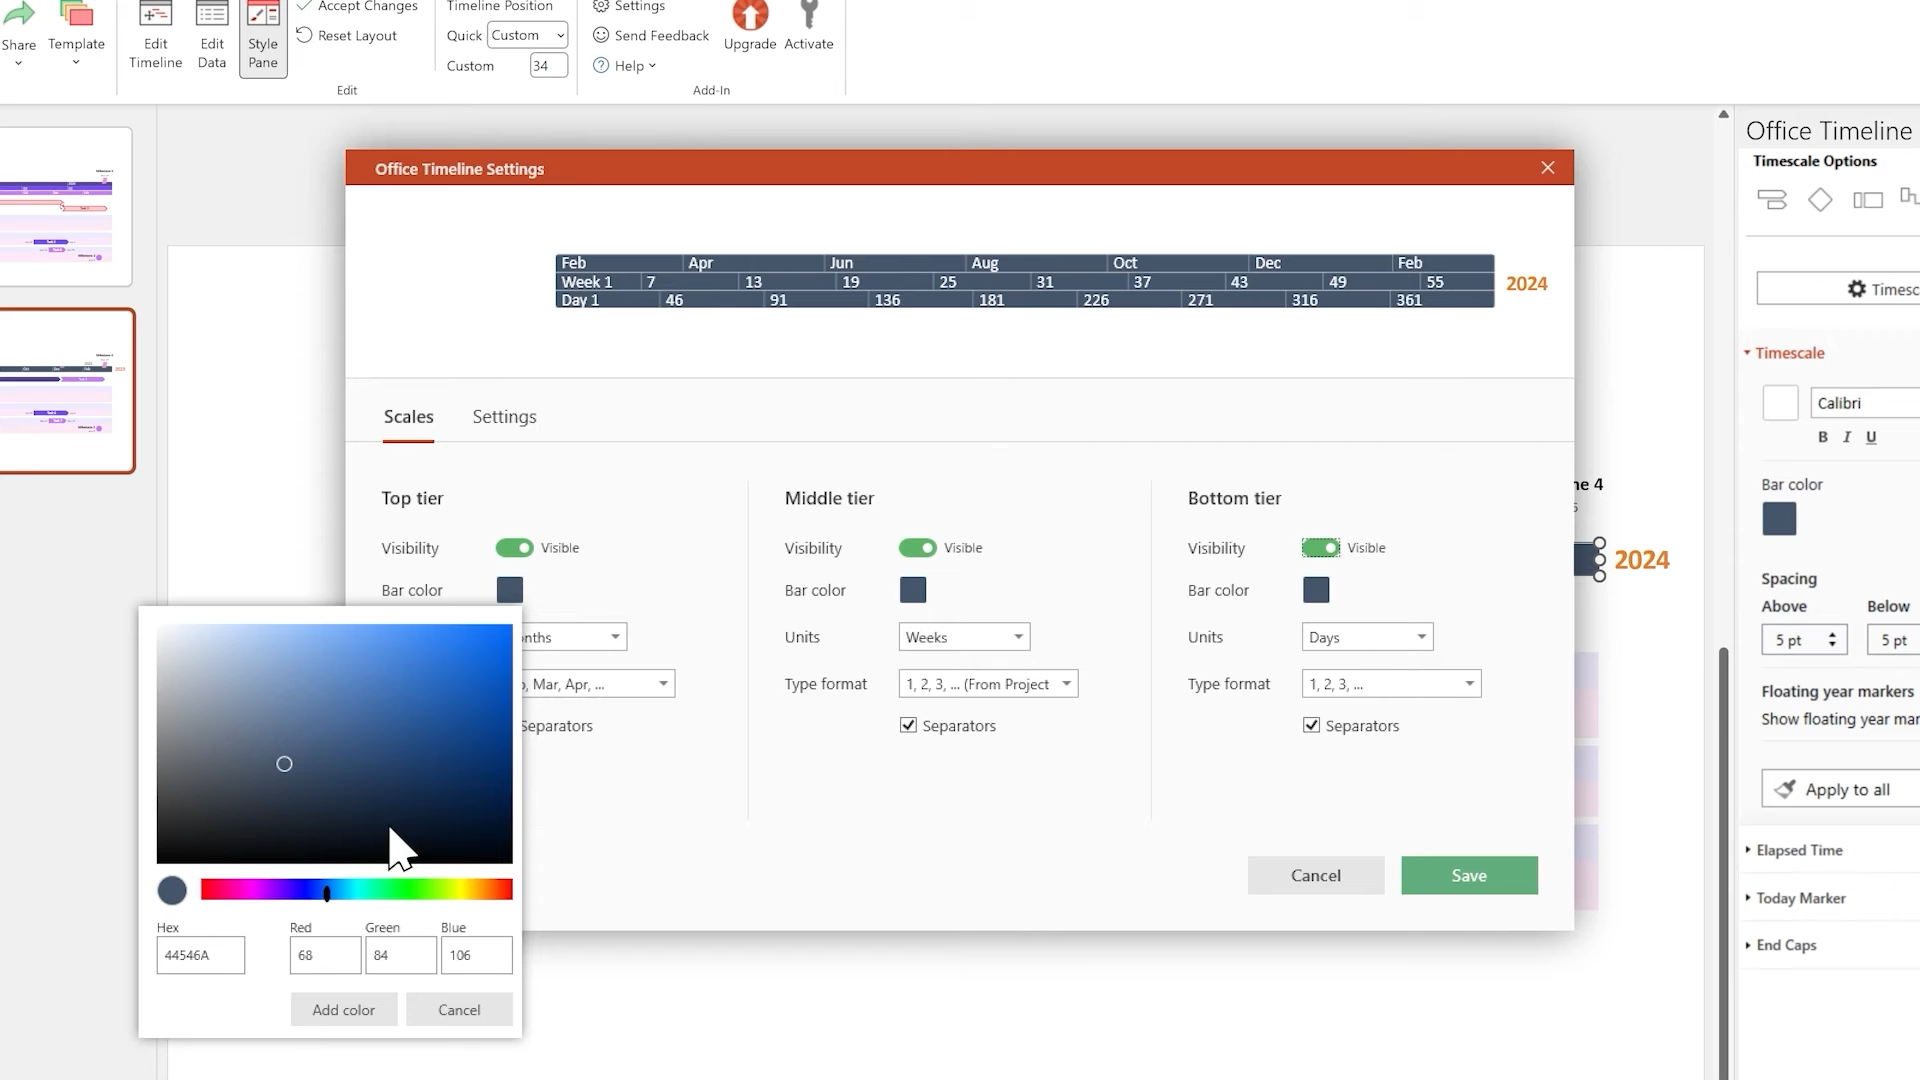 Share
Template
Edit
Timeline
Edit
Data
Style
Pane
Accept Changes
Reset Layout
Edit
Timeline Position
Quick Custom
Custom 34
Settings
Send Feedback
Help
Upgrade
Activate
Add-In
Office Timeline Settings
Feb Apr Jun Aug Oct Dec Feb
Week 1 7 13 19 25 31 37 43 49 55
Day 1 46 91 136 181 226 271 316 361
2024
Scales Settings
Top tier
Visibility Visible
Bar color
nths
, Mar, Apr, ...
Separators
Middle tier
Visibility Visible
Bar color
Units Weeks
Type format 1, 2, 3, ... (From Project
Separators
Bottom tier
Visibility Visible
Bar color
Units Days
Type format 1, 2, 3, ...
Separators
Cancel Save
Hex Red Green Blue
44546A 68 84 106
Add color Cancel
ne 4
2024
Office Timeline
Timescale Options
Timesc
Timescale
Calibri
B I U
Bar color
Spacing
Above Below
5 pt 5 pt
Floating year markers
Show floating year mar
Apply to all
Elapsed Time
Today Marker
End Caps